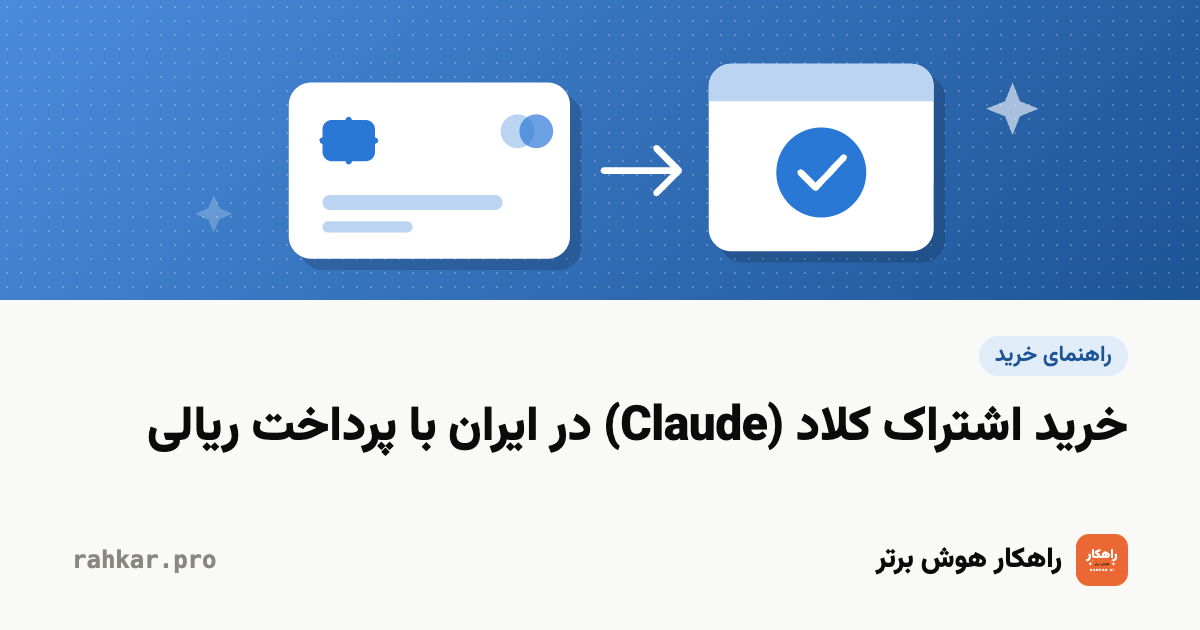 راهنمای خرید
خرید اشتراک کلاد (Claude) در ایران با پرداخت ریالی
راهکار
راهکار هوش برتر
rahkar.pro